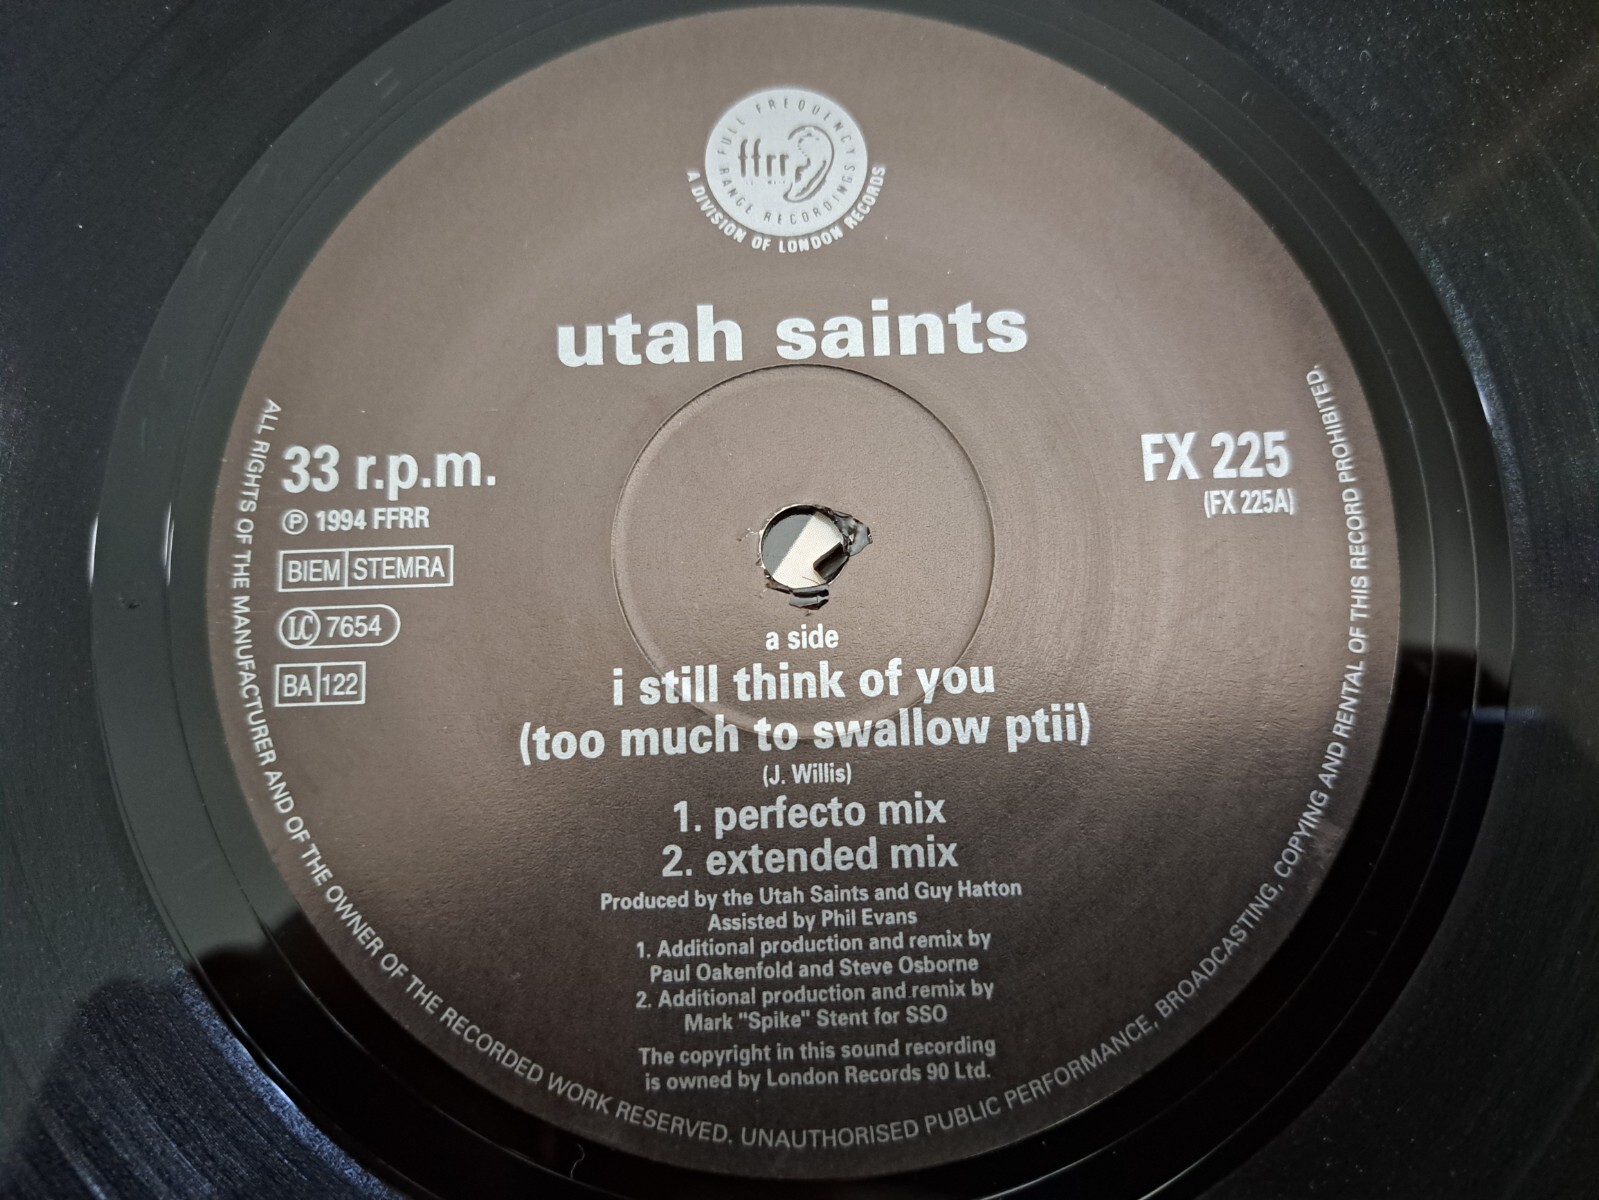 FULL FREQUENCY
RANGE RECORDINGS
ffrr
A DIVISION OF LONDON RECORDS
utah saints
33 r.p.m.
℗ 1994 FFRR
BIEM STEMRA
LC 7654
BA 122
FX 225
(FX 225A)
a side
i still think of you
(too much to swallow ptii)
(J. Willis)
1. perfecto mix
2. extended mix
Produced by the Utah Saints and Guy Hatton
Assisted by Phil Evans
1. Additional production and remix by
Paul Oakenfold and Steve Osborne
2. Additional production and remix by
Mark "Spike" Stent for SSO
The copyright in this sound recording
is owned by London Records 90 Ltd.
ALL RIGHTS OF THE MANUFACTURER AND OF THE OWNER OF THE RECORDED WORK RESERVED. UNAUTHORISED PUBLIC PERFORMANCE, BROADCASTING, COPYING AND RENTAL OF THIS RECORD PROHIBITED.